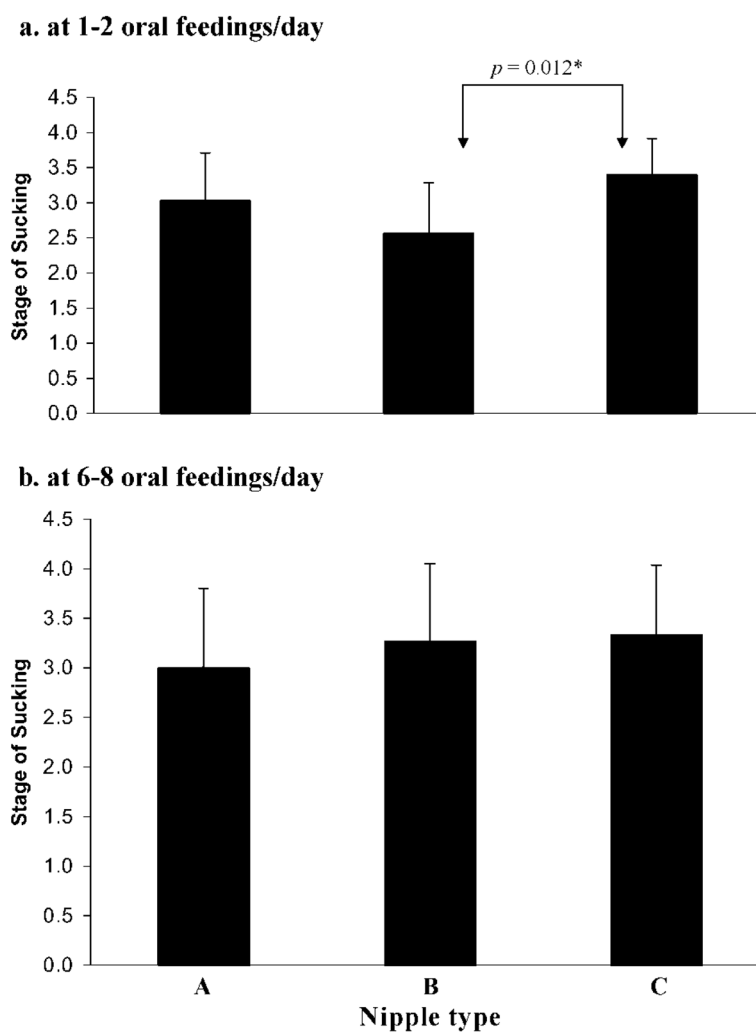 a. at 1-2 oral feedings/day
p = 0.012*
Stage of Sucking
4.5
4.0
3.5
3.0
2.5
2.0
1.5
1.0
0.5
0.0
b. at 6-8 oral feedings/day
Stage of Sucking
4.5
4.0
3.5
3.0
2.5
2.0
1.5
1.0
0.5
0.0
A B C
Nipple type